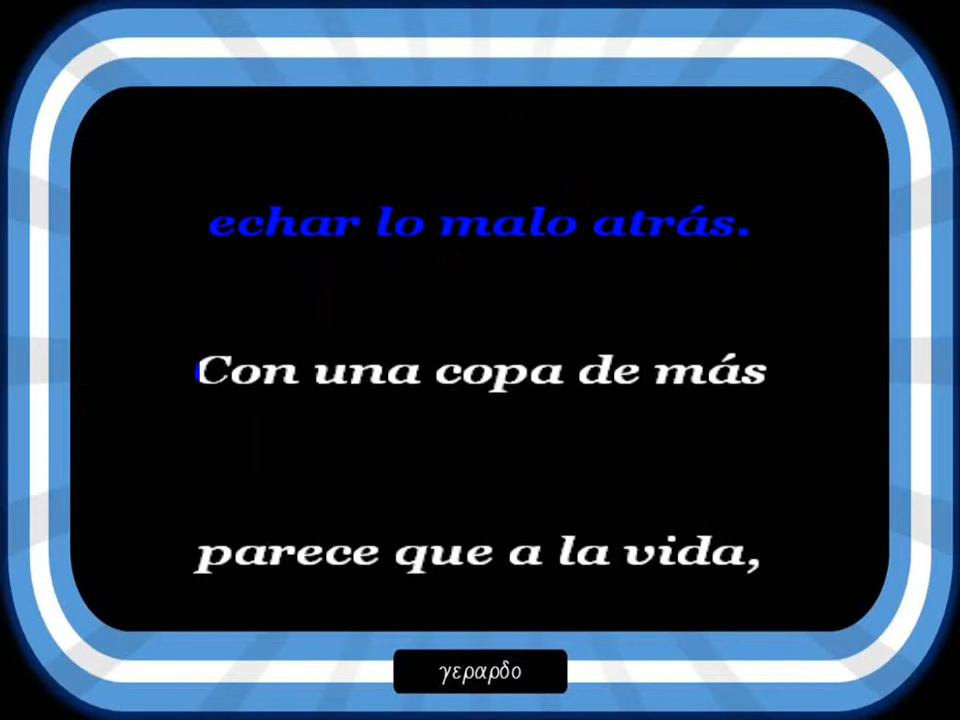 echar lo malo atrás.
Con una copa de más
parece que a la vida,
γεραρδο